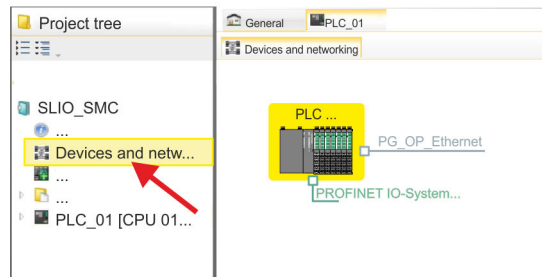 Project tree
SLIO_SMC
...
Devices and netw...
...
...
PLC_01 [CPU 01...
General
PLC_01
Devices and networking
PLC ...
PG_OP_Ethernet
PROFINET IO-System...